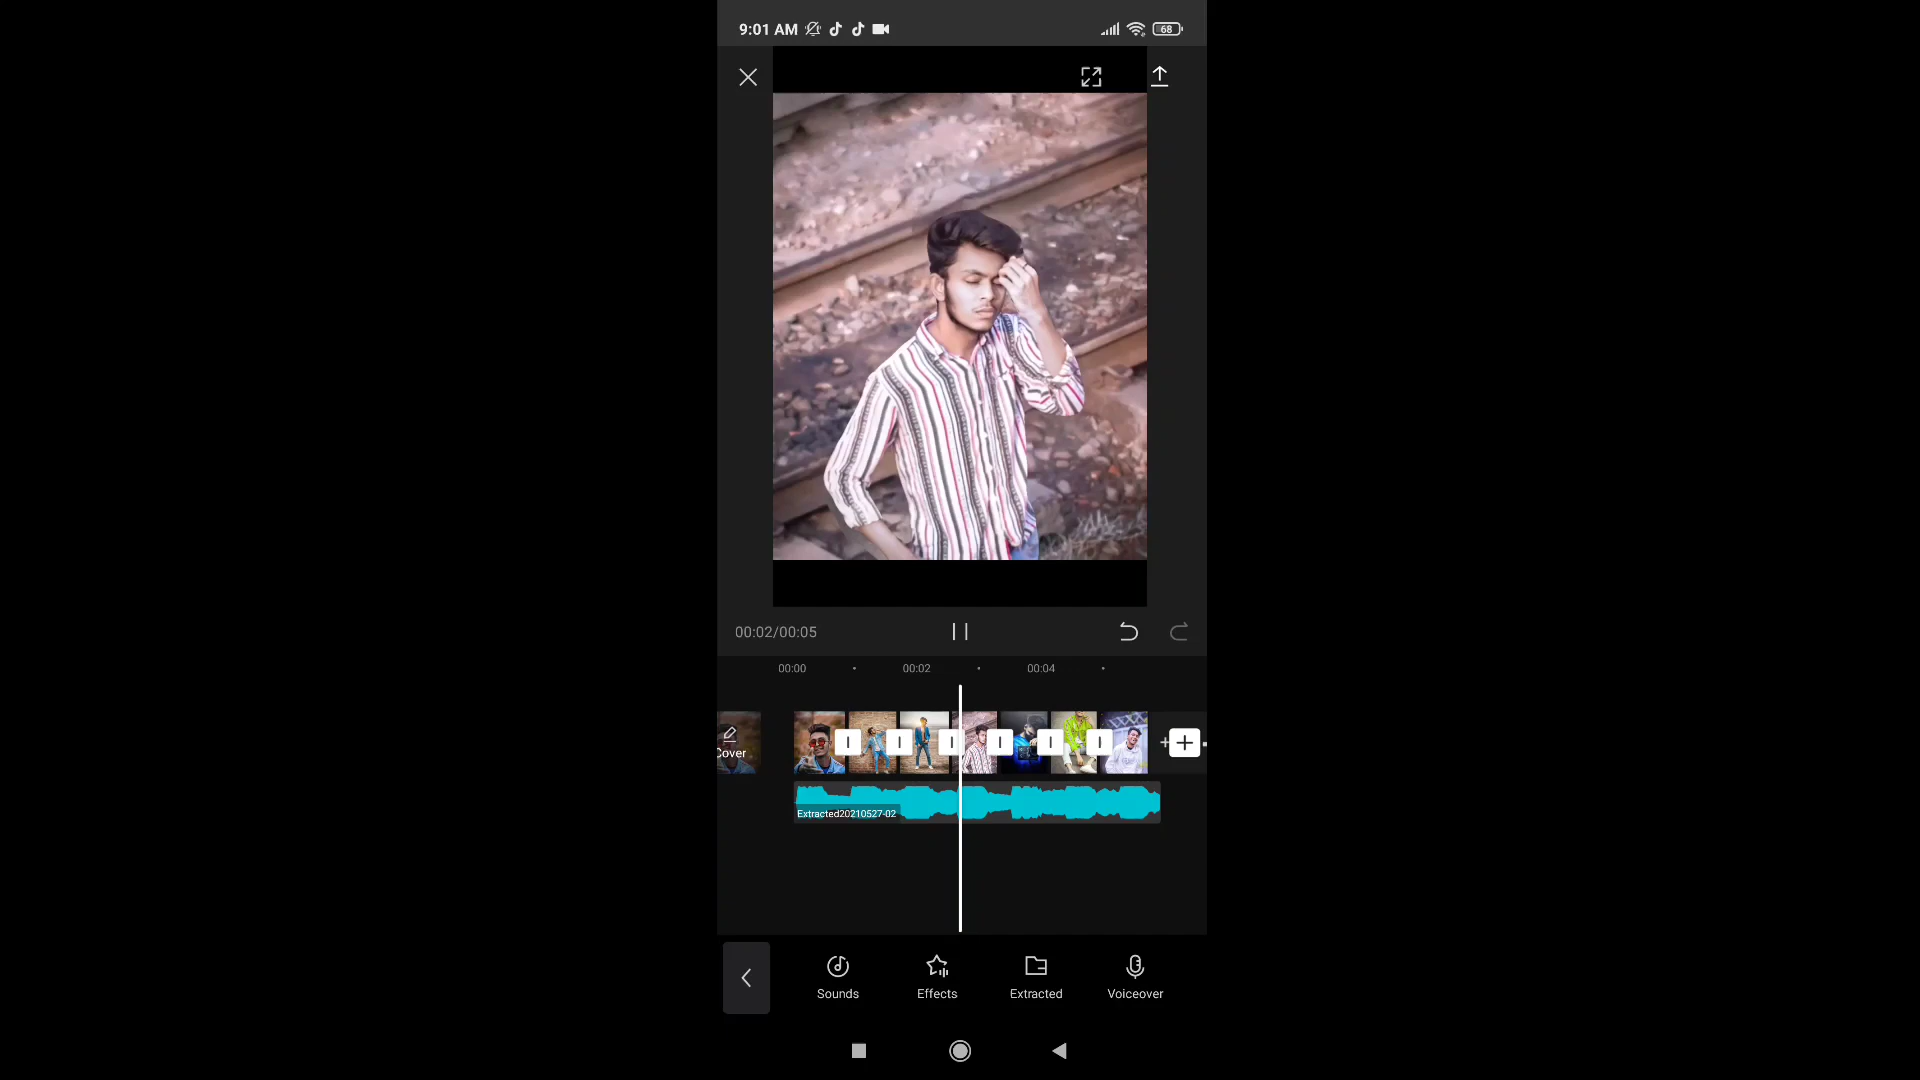 9:01 AM 68
00:02/00:05
00:00 00:02 00:04
Cover
Extracted20210527-02
Sounds Effects Extracted Voiceover